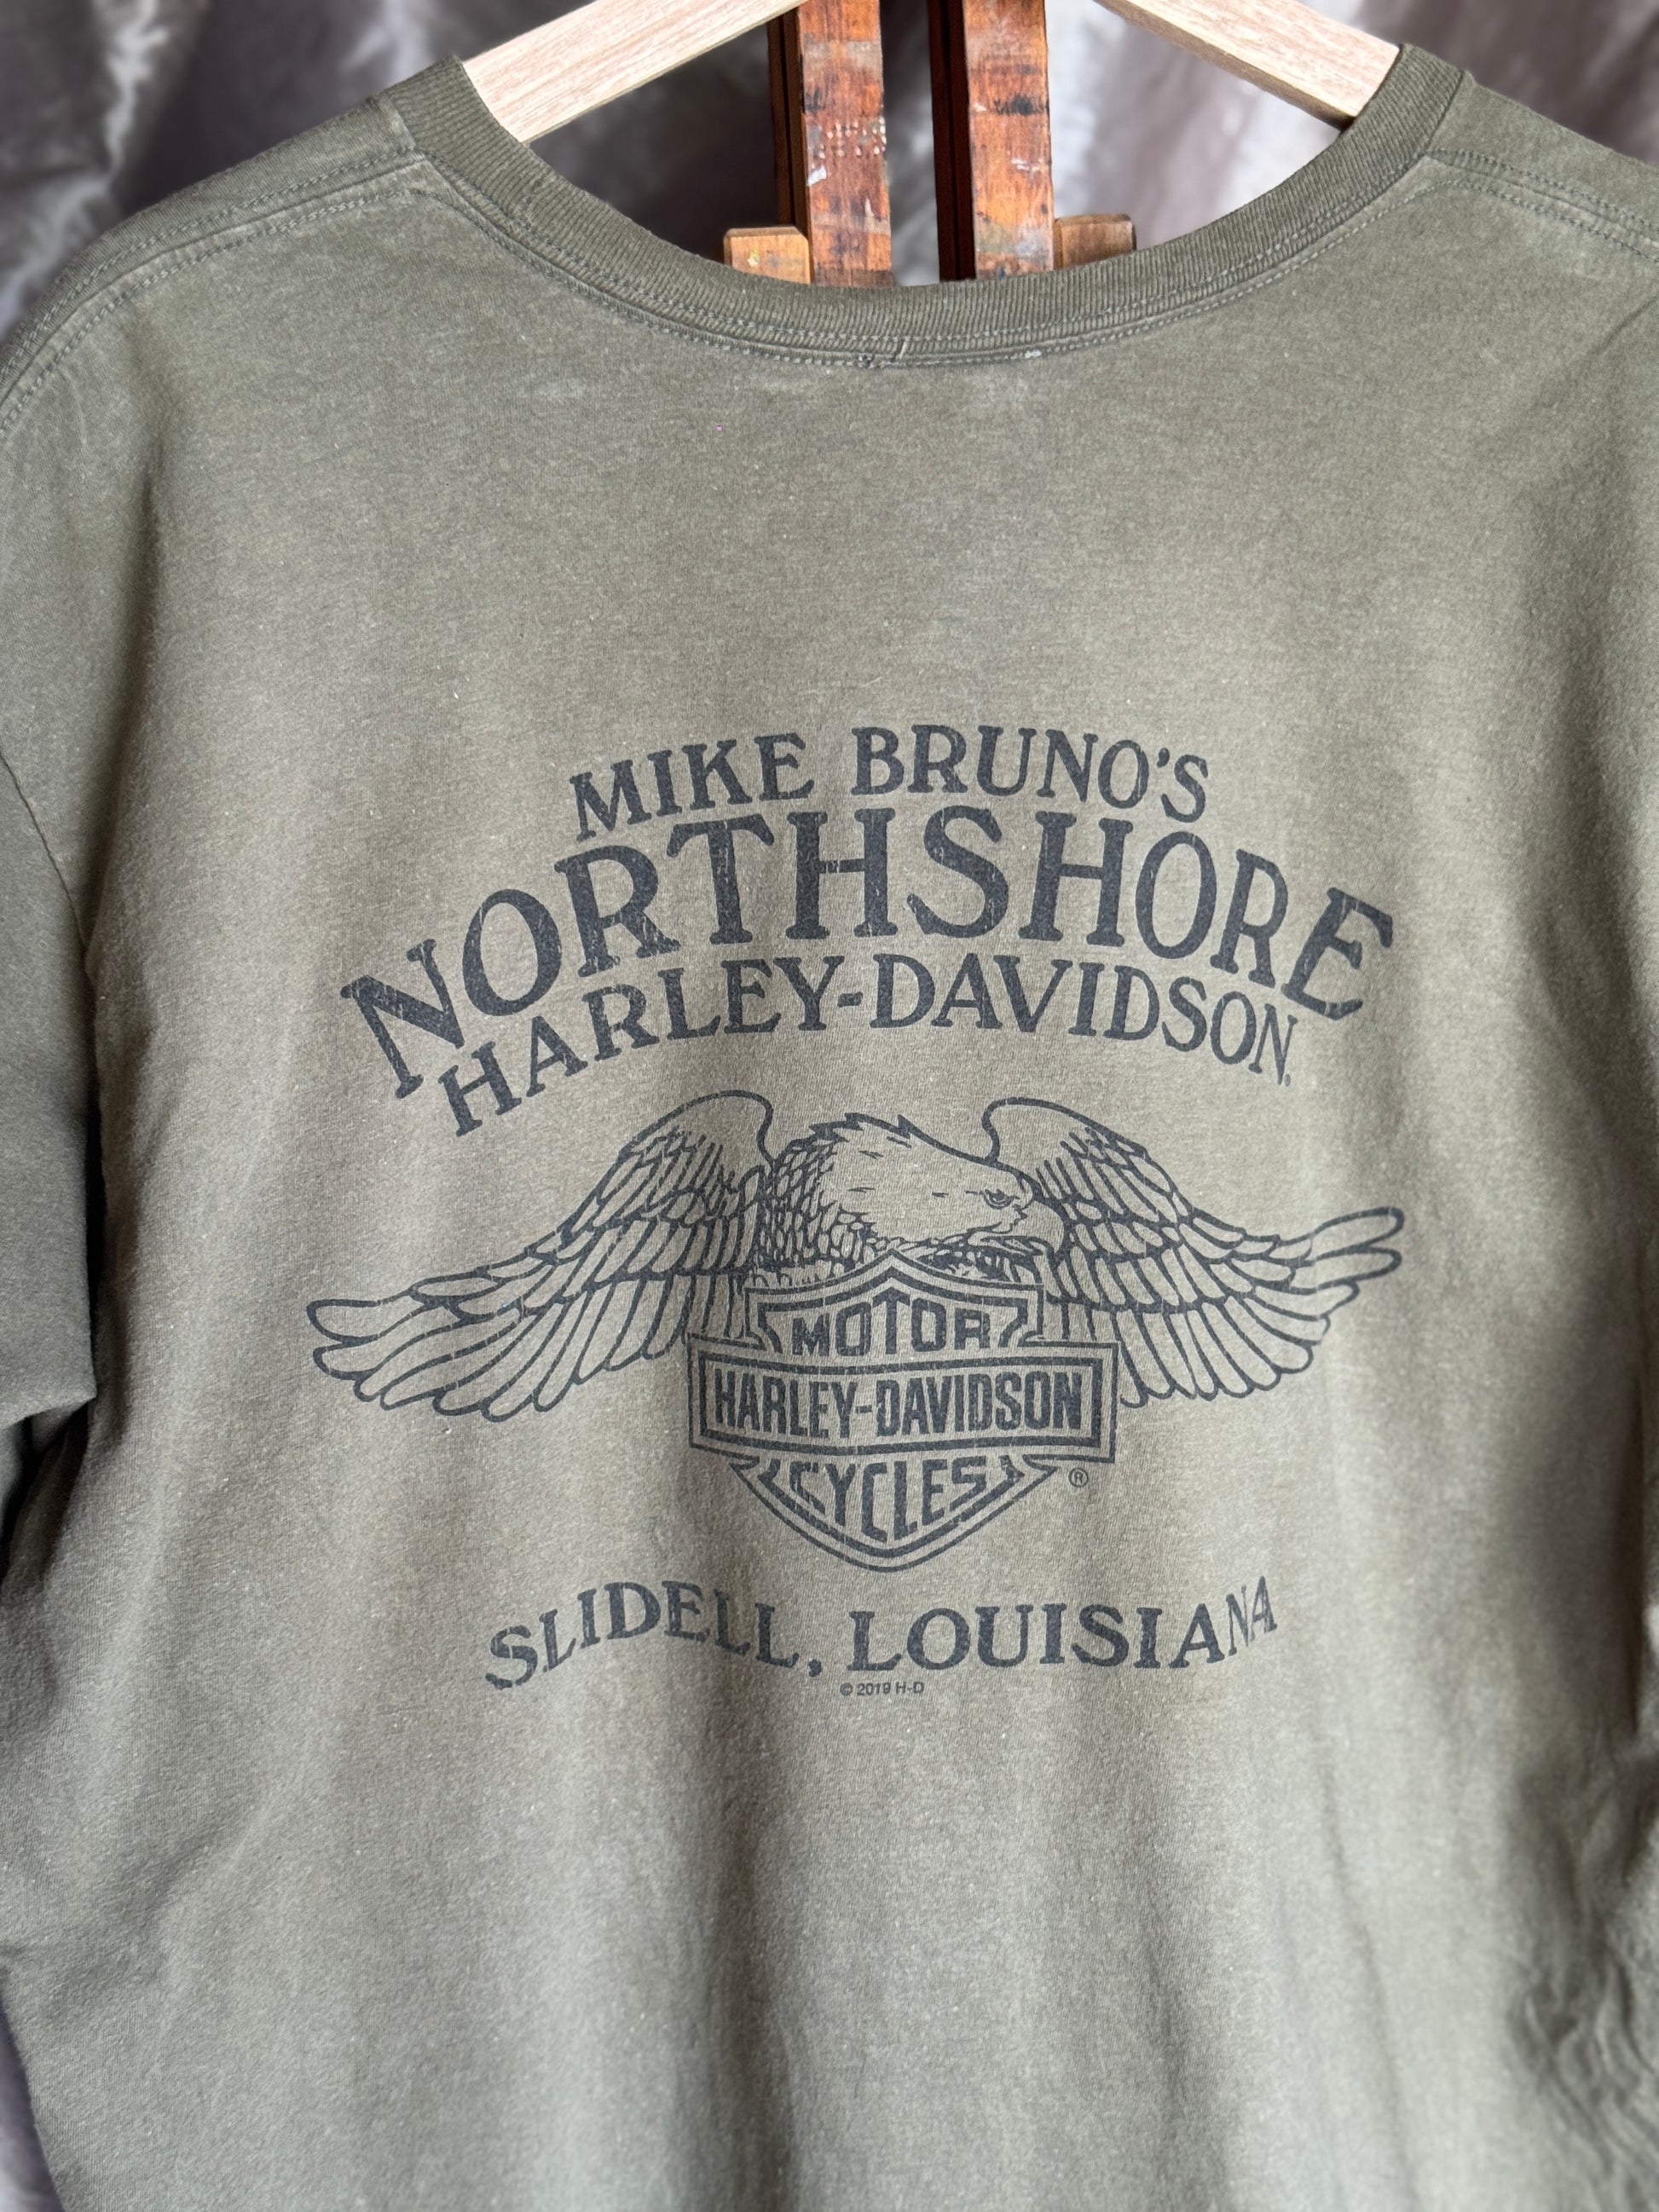 MIKE BRUNO'S
NORTHSHORE
HARLEY-DAVIDSON
MOTOR
HARLEY-DAVIDSON
CYCLES
®
SLIDELL, LOUISIANA
© 2019 H-D